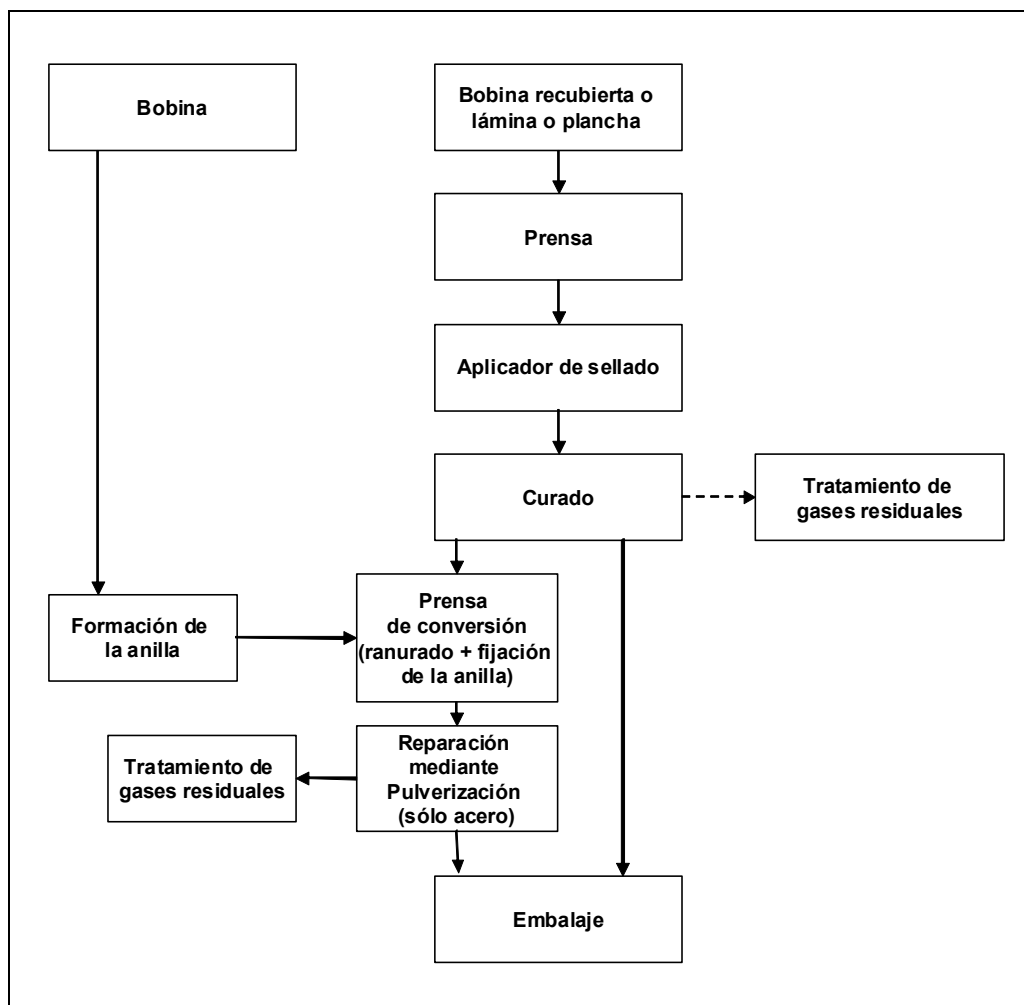 Bobina
Bobina recubierta o
lámina o plancha
Prensa
Aplicador de sellado
Curado
Tratamiento de
gases residuales
Formación de
la anilla
Prensa
de conversión
(ranurado + fijación
de la anilla)
Tratamiento de
gases residuales
Reparación
mediante
Pulverización
(sólo acero)
Embalaje